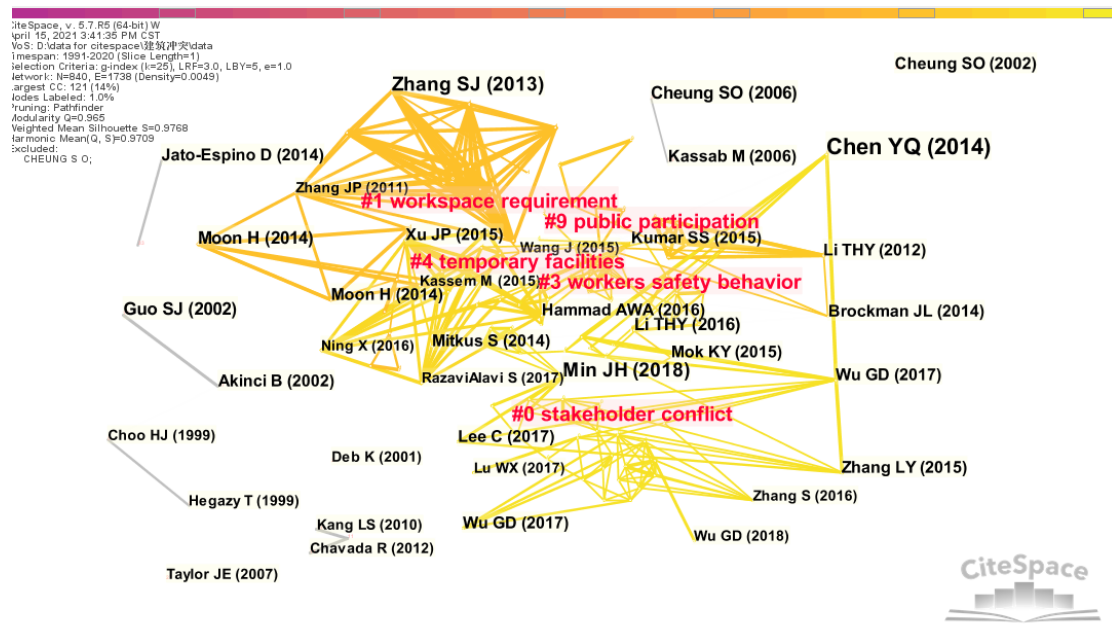 CiteSpace, v. 5.7.R5 (64-bit) W
April 15, 2021 3:41:35 PM CST
WoS: D:\data for citespace\建筑冲突\data
Timespan: 1991-2020 (Slice Length=1)
Selection Criteria: g-index (k=25), LRF=3.0, LBY=5, e=1.0
Network: N=840, E=1738 (Density=0.0049)
Largest CC: 121 (14%)
Nodes Labeled: 1.0%
Pruning: Pathfinder
Modularity Q=0.965
Weighted Mean Silhouette S=0.9768
Harmonic Mean(Q, S)=0.9709
Excluded:
CHEUNG S O;
Cheung SO (2002)
Zhang SJ (2013)
Cheung SO (2006)
Chen YQ (2014)
Jato-Espino D (2014)
Kassab M (2006)
Zhang JP (2011)
#1 workspace requirement
#9 public participation
Moon H (2014)
Xu JP (2015)
Wang J (2015)
Kumar SS (2015)
Li THY (2012)
#4 temporary facilities
Kassem M (2015)
#3 workers safety behavior
Moon H (2014)
Guo SJ (2002)
Hammad AWA (2016)
Brockman JL (2014)
Li THY (2016)
Ning X (2016)
Mitkus S (2014)
Mok KY (2015)
Akinci B (2002)
RazaviAlavi S (2017)
Min JH (2018)
Wu GD (2017)
#0 stakeholder conflict
Choo HJ (1999)
Lee C (2017)
Deb K (2001)
Lu WX (2017)
Zhang LY (2015)
Hegazy T (1999)
Zhang S (2016)
Kang LS (2010)
Wu GD (2017)
Wu GD (2018)
Chavada R (2012)
Taylor JE (2007)
CiteSpace